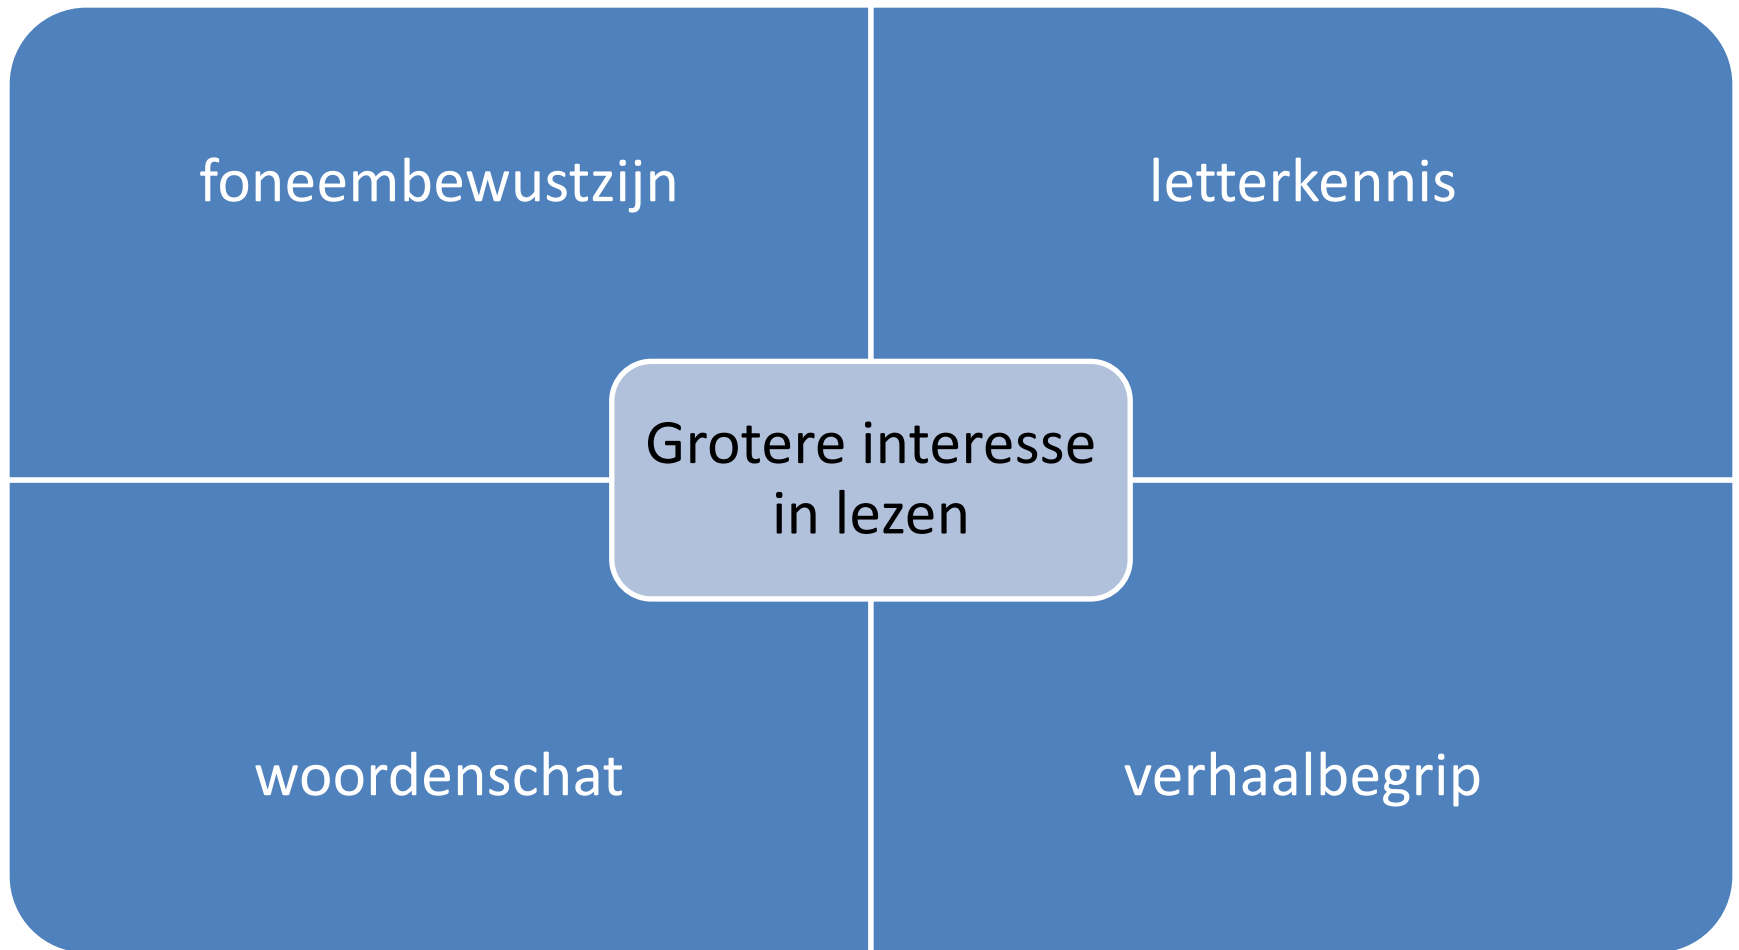 foneembewustzijn
letterkennis
Grotere interesse
in lezen
woordenschat
verhaalbegrip